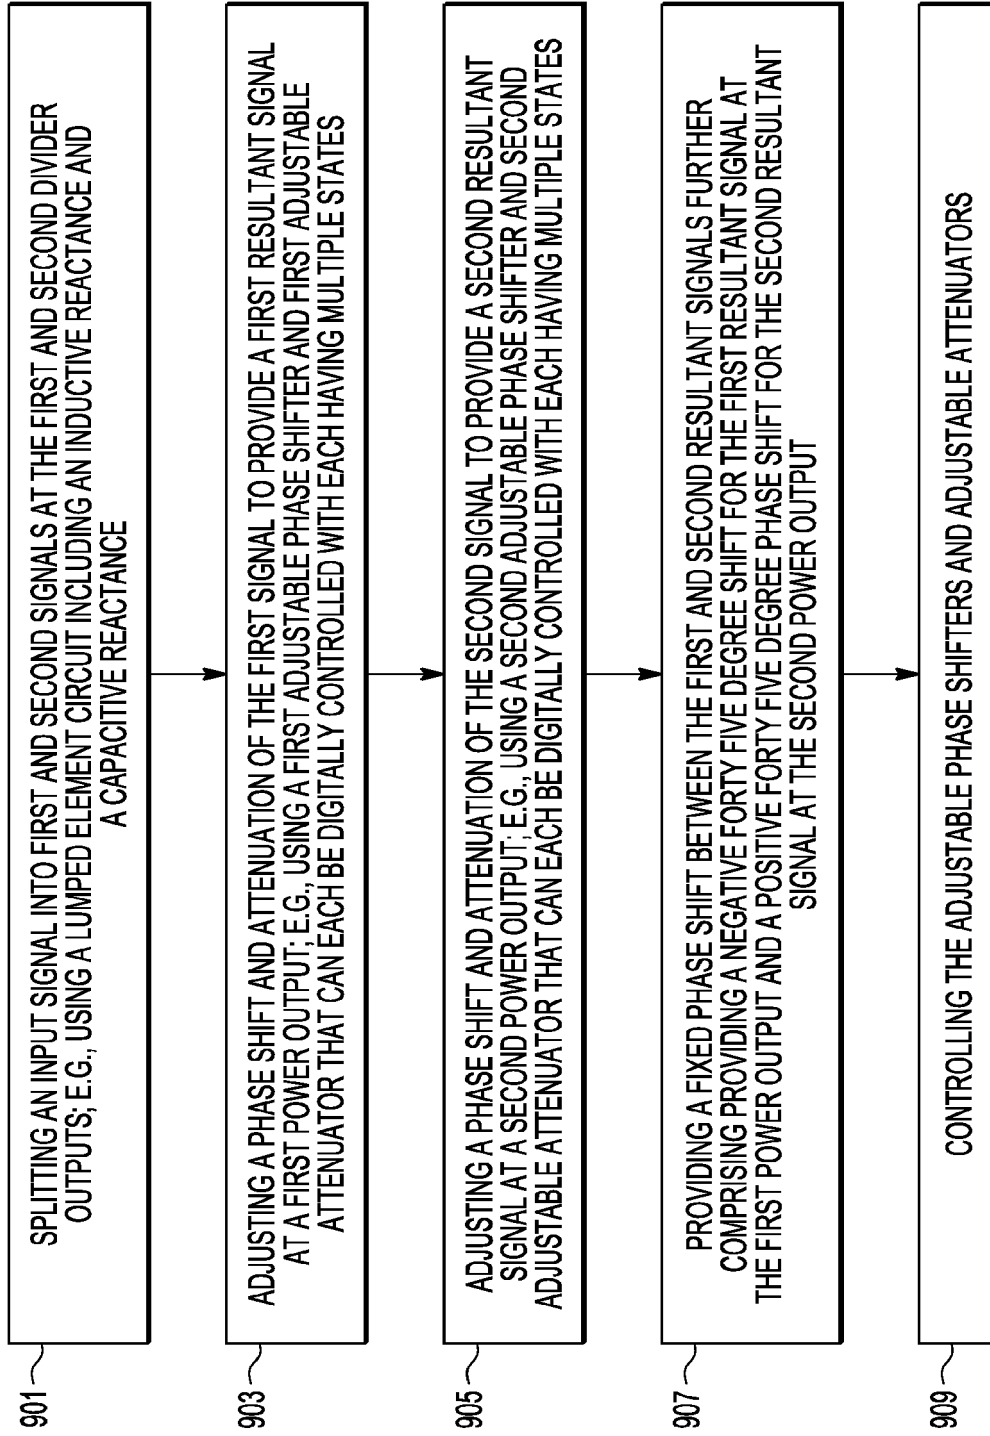 901
SPLITTING AN INPUT SIGNAL INTO FIRST AND SECOND SIGNALS AT THE FIRST AND SECOND DIVIDER
OUTPUTS; E.G., USING A LUMPED ELEMENT CIRCUIT INCLUDING AN INDUCTIVE REACTANCE AND
A CAPACITIVE REACTANCE
903
ADJUSTING A PHASE SHIFT AND ATTENUATION OF THE FIRST SIGNAL TO PROVIDE A FIRST RESULTANT SIGNAL
AT A FIRST POWER OUTPUT; E.G., USING A FIRST ADJUSTABLE PHASE SHIFTER AND FIRST ADJUSTABLE
ATTENUATOR THAT CAN EACH BE DIGITALLY CONTROLLED WITH EACH HAVING MULTIPLE STATES
905
ADJUSTING A PHASE SHIFT AND ATTENUATION OF THE SECOND SIGNAL TO PROVIDE A SECOND RESULTANT
SIGNAL AT A SECOND POWER OUTPUT; E.G., USING A SECOND ADJUSTABLE PHASE SHIFTER AND SECOND
ADJUSTABLE ATTENUATOR THAT CAN EACH BE DIGITALLY CONTROLLED WITH EACH HAVING MULTIPLE STATES
907
PROVIDING A FIXED PHASE SHIFT BETWEEN THE FIRST AND SECOND RESULTANT SIGNALS FURTHER
COMPRISING PROVIDING A NEGATIVE FORTY FIVE DEGREE SHIFT FOR THE FIRST RESULTANT SIGNAL AT
THE FIRST POWER OUTPUT AND A POSITIVE FORTY FIVE DEGREE PHASE SHIFT FOR THE SECOND RESULTANT
SIGNAL AT THE SECOND POWER OUTPUT
909
CONTROLLING THE ADJUSTABLE PHASE SHIFTERS AND ADJUSTABLE ATTENUATORS